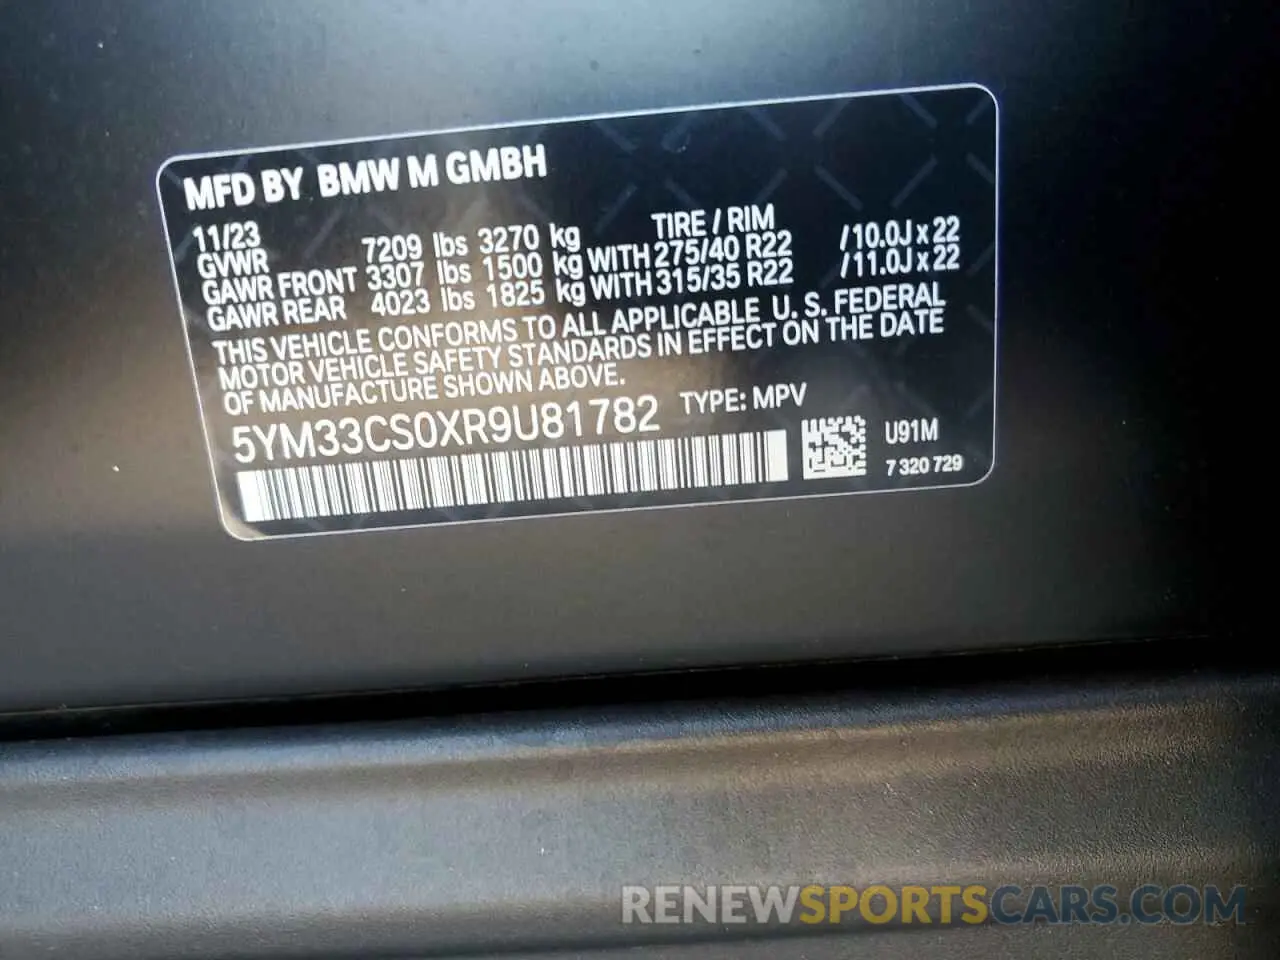 MFD BY BMW M GMBH
11/23 TIRE / RIM
GVWR 7209 lbs 3270 kg
GAWR FRONT 3307 lbs 1500 kg WITH 275/40 R22 /10.0J x 22
GAWR REAR 4023 lbs 1825 kg WITH 315/35 R22 /11.0J x 22
THIS VEHICLE CONFORMS TO ALL APPLICABLE U. S. FEDERAL
MOTOR VEHICLE SAFETY STANDARDS IN EFFECT ON THE DATE
OF MANUFACTURE SHOWN ABOVE.
5YM33CS0XR9U81782 TYPE: MPV
U91M
7 320 729
RENEWSPORTSCARS.COM